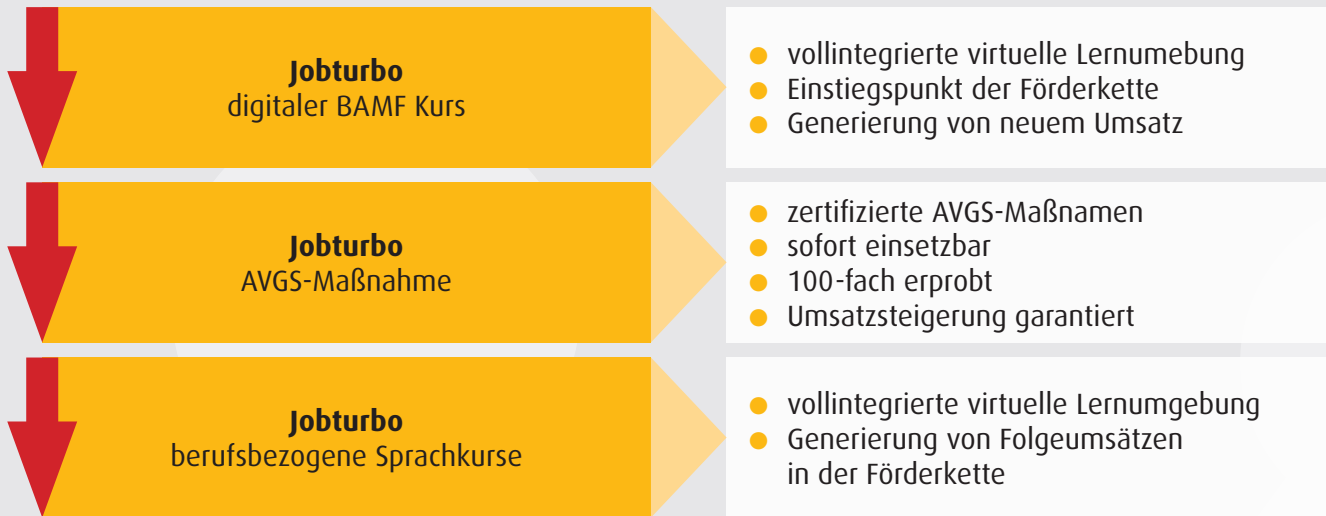 Jobturbo
digitaler BAMF Kurs
● vollintegrierte virtuelle Lernumebung
● Einstiegspunkt der Förderkette
● Generierung von neuem Umsatz
Jobturbo
AVGS-Maßnahme
● zertifizierte AVGS-Maßnamen
● sofort einsetzbar
● 100-fach erprobt
● Umsatzsteigerung garantiert
Jobturbo
berufsbezogene Sprachkurse
● vollintegrierte virtuelle Lernumgebung
● Generierung von Folgeumsätzen
in der Förderkette